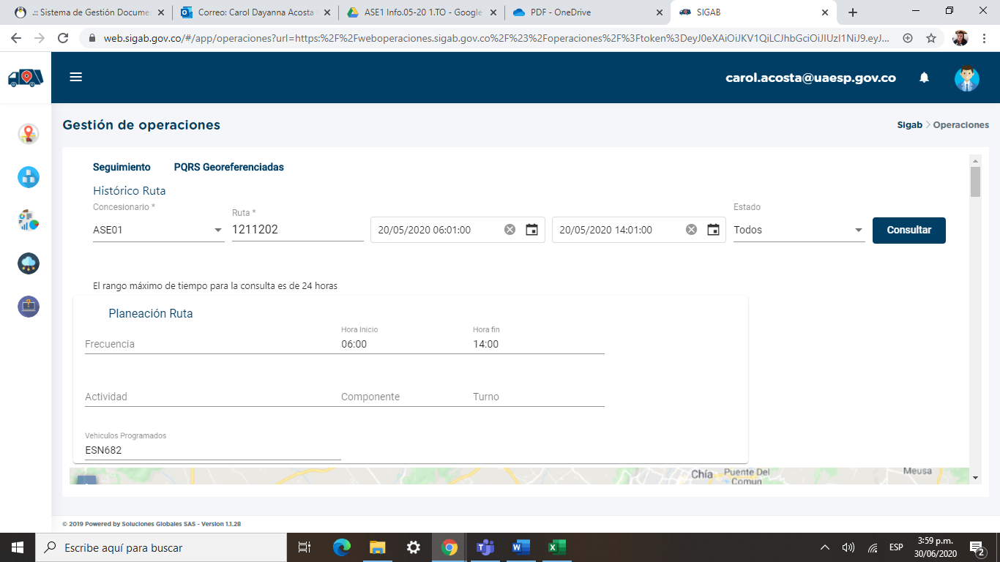 .:: Sistema de Gestión Documen
Correo: Carol Dayanna Acosta
ASE1 Info.05-20 1.TO - Google
PDF - OneDrive
SIGAB
web.sigab.gov.co/#/app/operaciones?url=https:%2F%2Fweboperaciones.sigab.gov.co%2F%23%2Foperaciones%2F%3Ftoken%3DeyJ0eXAiOiJKV1QiLCJhbGciOiJIUzI1NiJ9.eyJ...
carol.acosta@uaesp.gov.co
Gestión de operaciones
Sigab > Operaciones
Seguimiento PQRS Georeferenciadas
Histórico Ruta
Concesionario * Ruta * Estado
ASE01 1211202 20/05/2020 06:01:00 20/05/2020 14:01:00 Todos Consultar
El rango máximo de tiempo para la consulta es de 24 horas
Planeación Ruta
Hora Inicio Hora fin
Frecuencia 06:00 14:00
Actividad Componente Turno
Vehiculos Programados
ESN682
Chía Puente Del Comun Meusa
© 2019 Powered by Soluciones Globales SAS - Version 1.1.28
Escribe aquí para buscar
ESP
3:59 p.m.
30/06/2020
2